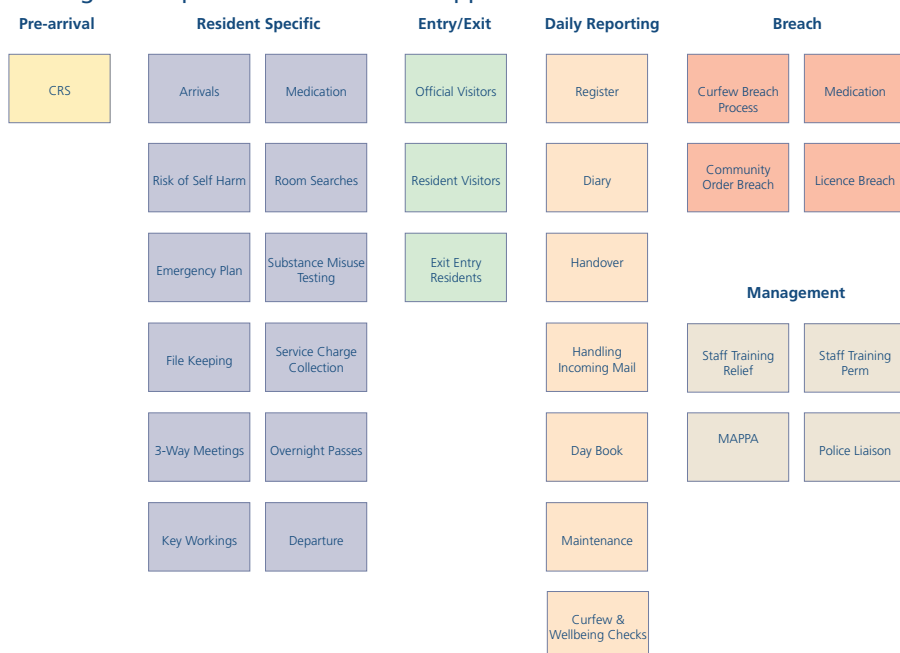 Pre-arrival
Resident Specific
Entry/Exit
Daily Reporting
Breach
CRS
Arrivals
Medication
Official Visitors
Register
Curfew Breach
Process
Medication
Risk of Self Harm
Room Searches
Resident Visitors
Diary
Community
Order Breach
Licence Breach
Emergency Plan
Substance Misuse
Testing
Exit Entry
Residents
Handover
Management
File Keeping
Service Charge
Collection
Handling
Incoming Mail
Staff Training
Relief
Staff Training
Perm
3-Way Meetings
Overnight Passes
Day Book
MAPPA
Police Liaison
Key Workings
Departure
Maintenance
Curfew &
Wellbeing Checks